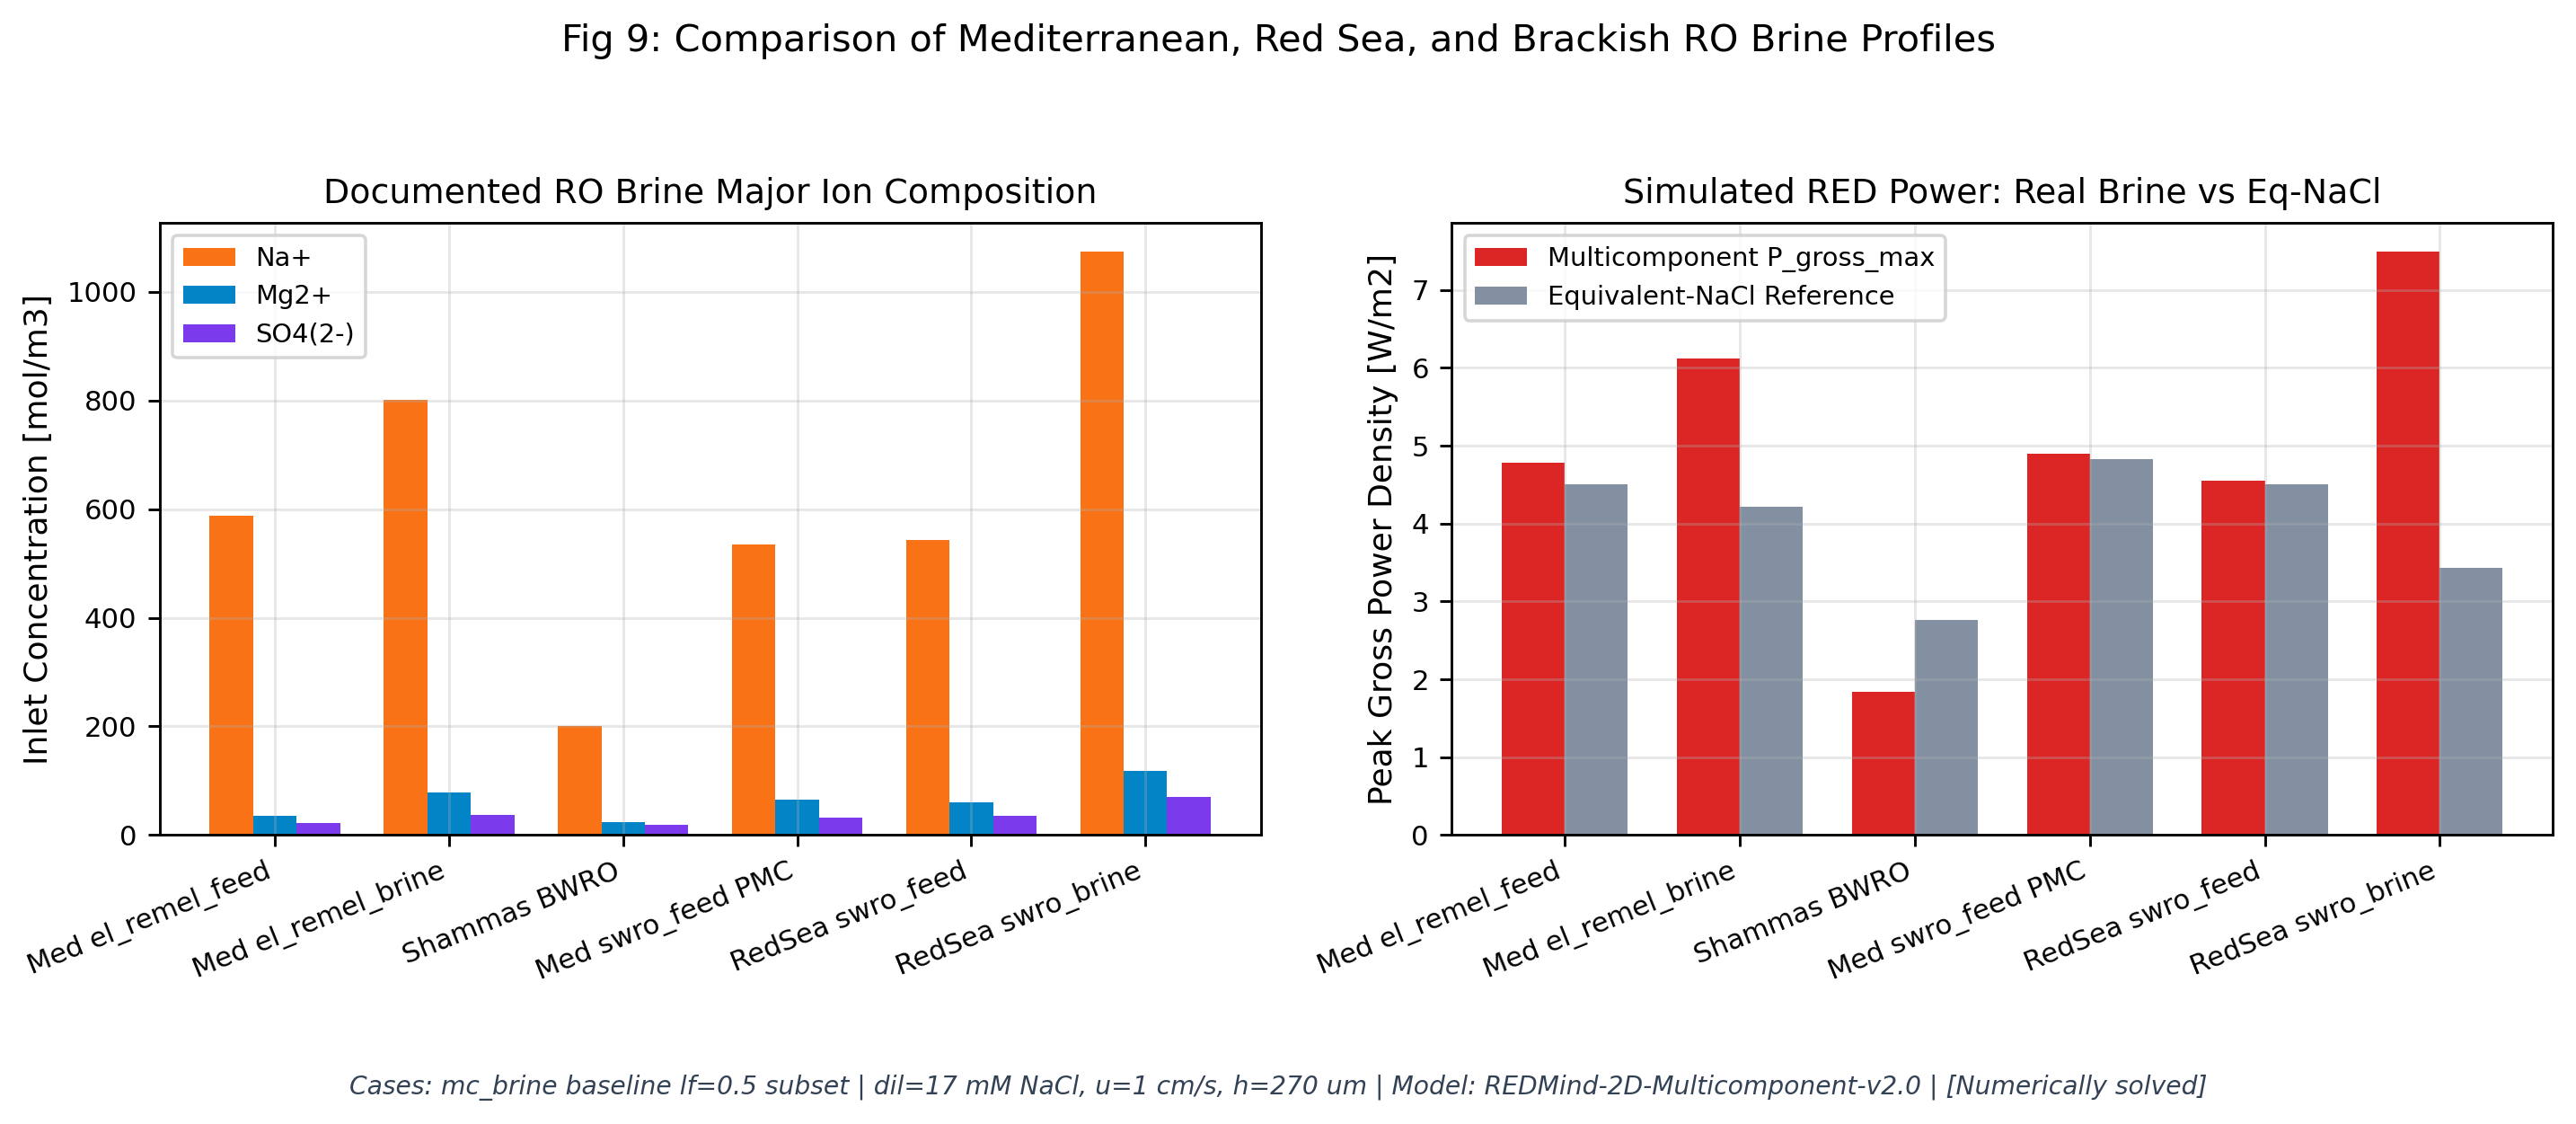 Fig 9: Comparison of Mediterranean, Red Sea, and Brackish RO Brine Profiles
Documented RO Brine Major Ion Composition
Inlet Concentration [mol/m3]
1000
800
600
400
200
0
Na+
Mg2+
SO4(2-)
Med el_remel_feed
Med el_remel_brine
Shammas BWRO
Med swro_feed PMC
RedSea swro_feed
RedSea swro_brine
Simulated RED Power: Real Brine vs Eq-NaCl
Peak Gross Power Density [W/m2]
7
6
5
4
3
2
1
0
Multicomponent P_gross_max
Equivalent-NaCl Reference
Med el_remel_feed
Med el_remel_brine
Shammas BWRO
Med swro_feed PMC
RedSea swro_feed
RedSea swro_brine
Cases: mc_brine baseline lf=0.5 subset | dil=17 mM NaCl, u=1 cm/s, h=270 um | Model: REDMind-2D-Multicomponent-v2.0 | [Numerically solved]